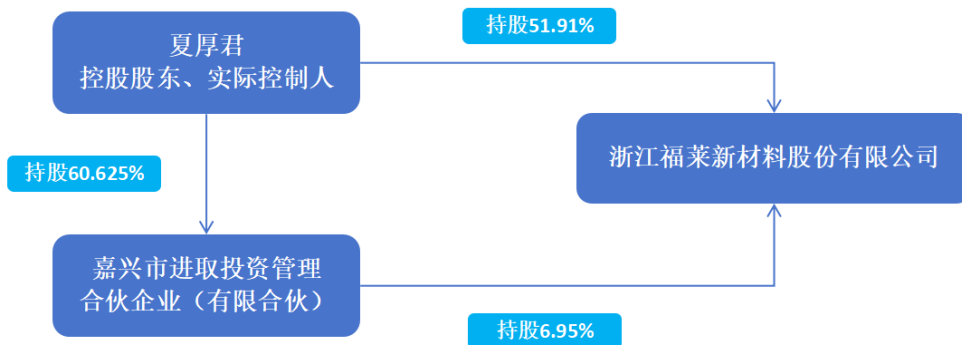 持股51.91%
夏厚君
控股股东、实际控制人
浙江福莱新材料股份有限公司
持股60.625%
嘉兴市进取投资管理
合伙企业（有限合伙）
持股6.95%